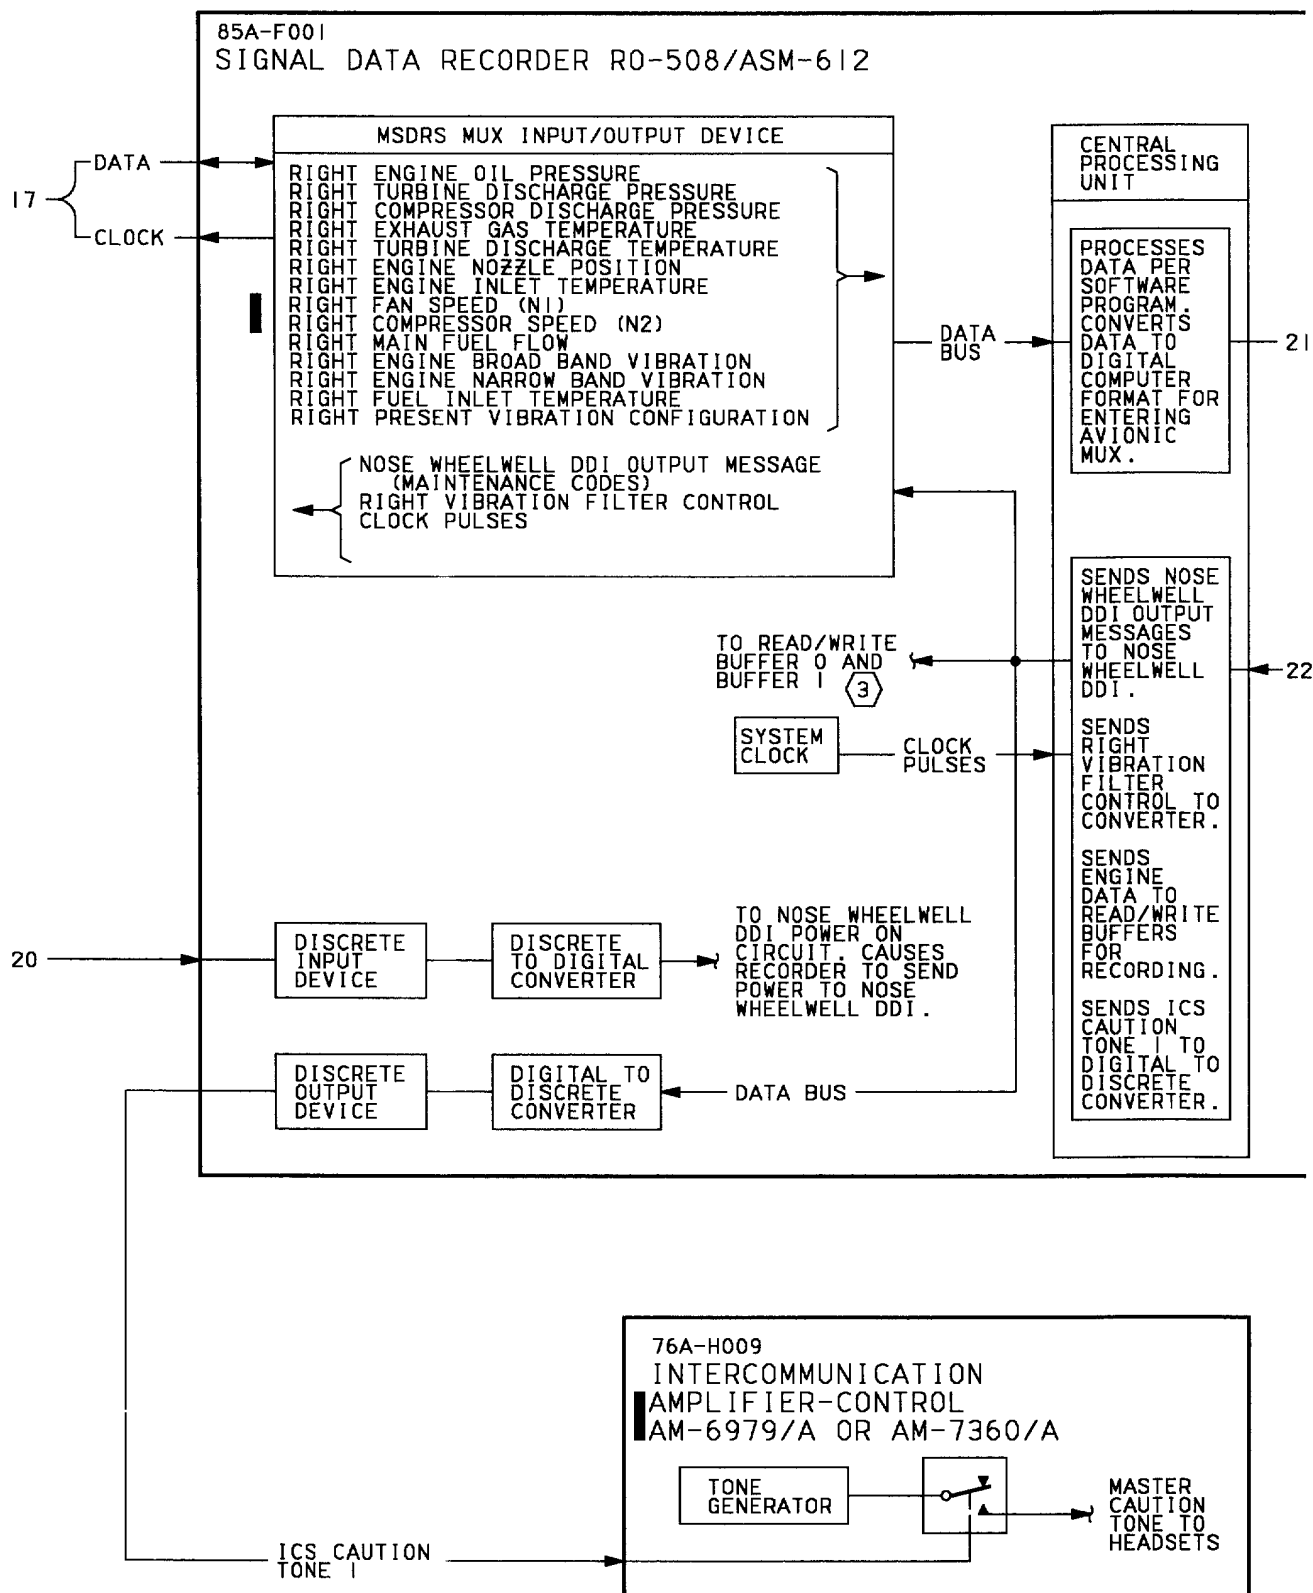 85A-F001
SIGNAL DATA RECORDER RO-508/ASM-612
MSDRS MUX INPUT/OUTPUT DEVICE
RIGHT ENGINE OIL PRESSURE
RIGHT TURBINE DISCHARGE PRESSURE
RIGHT COMPRESSOR DISCHARGE PRESSURE
RIGHT EXHAUST GAS TEMPERATURE
RIGHT TURBINE DISCHARGE TEMPERATURE
RIGHT ENGINE NOZZLE POSITION
RIGHT ENGINE INLET TEMPERATURE
RIGHT FAN SPEED (N1)
RIGHT COMPRESSOR SPEED (N2)
RIGHT MAIN FUEL FLOW
RIGHT ENGINE BROAD BAND VIBRATION
RIGHT ENGINE NARROW BAND VIBRATION
RIGHT FUEL INLET TEMPERATURE
RIGHT PRESENT VIBRATION CONFIGURATION
NOSE WHEELWELL DDI OUTPUT MESSAGE
(MAINTENANCE CODES)
RIGHT VIBRATION FILTER CONTROL
CLOCK PULSES
17
DATA
CLOCK
DATA
BUS
CENTRAL
PROCESSING
UNIT
PROCESSES
DATA PER
SOFTWARE
PROGRAM.
CONVERTS
DATA TO
DIGITAL
COMPUTER
FORMAT FOR
ENTERING
AVIONIC
MUX.
21
SENDS NOSE
WHEELWELL
DDI OUTPUT
MESSAGES
TO NOSE
WHEELWELL
DDI.
SENDS
RIGHT
VIBRATION
FILTER
CONTROL TO
CONVERTER.
SENDS
ENGINE
DATA TO
READ/WRITE
BUFFERS
FOR
RECORDING.
SENDS ICS
CAUTION
TONE 1 TO
DIGITAL TO
DISCRETE
CONVERTER.
22
TO READ/WRITE
BUFFER 0 AND
BUFFER 1
3
SYSTEM
CLOCK
CLOCK
PULSES
20
DISCRETE
INPUT
DEVICE
DISCRETE
TO DIGITAL
CONVERTER
TO NOSE WHEELWELL
DDI POWER ON
CIRCUIT. CAUSES
RECORDER TO SEND
POWER TO NOSE
WHEELWELL DDI.
DISCRETE
OUTPUT
DEVICE
DIGITAL TO
DISCRETE
CONVERTER
DATA BUS
76A-H009
INTERCOMMUNICATION
AMPLIFIER-CONTROL
AM-6979/A OR AM-7360/A
TONE
GENERATOR
MASTER
CAUTION
TONE TO
HEADSETS
ICS CAUTION
TONE 1